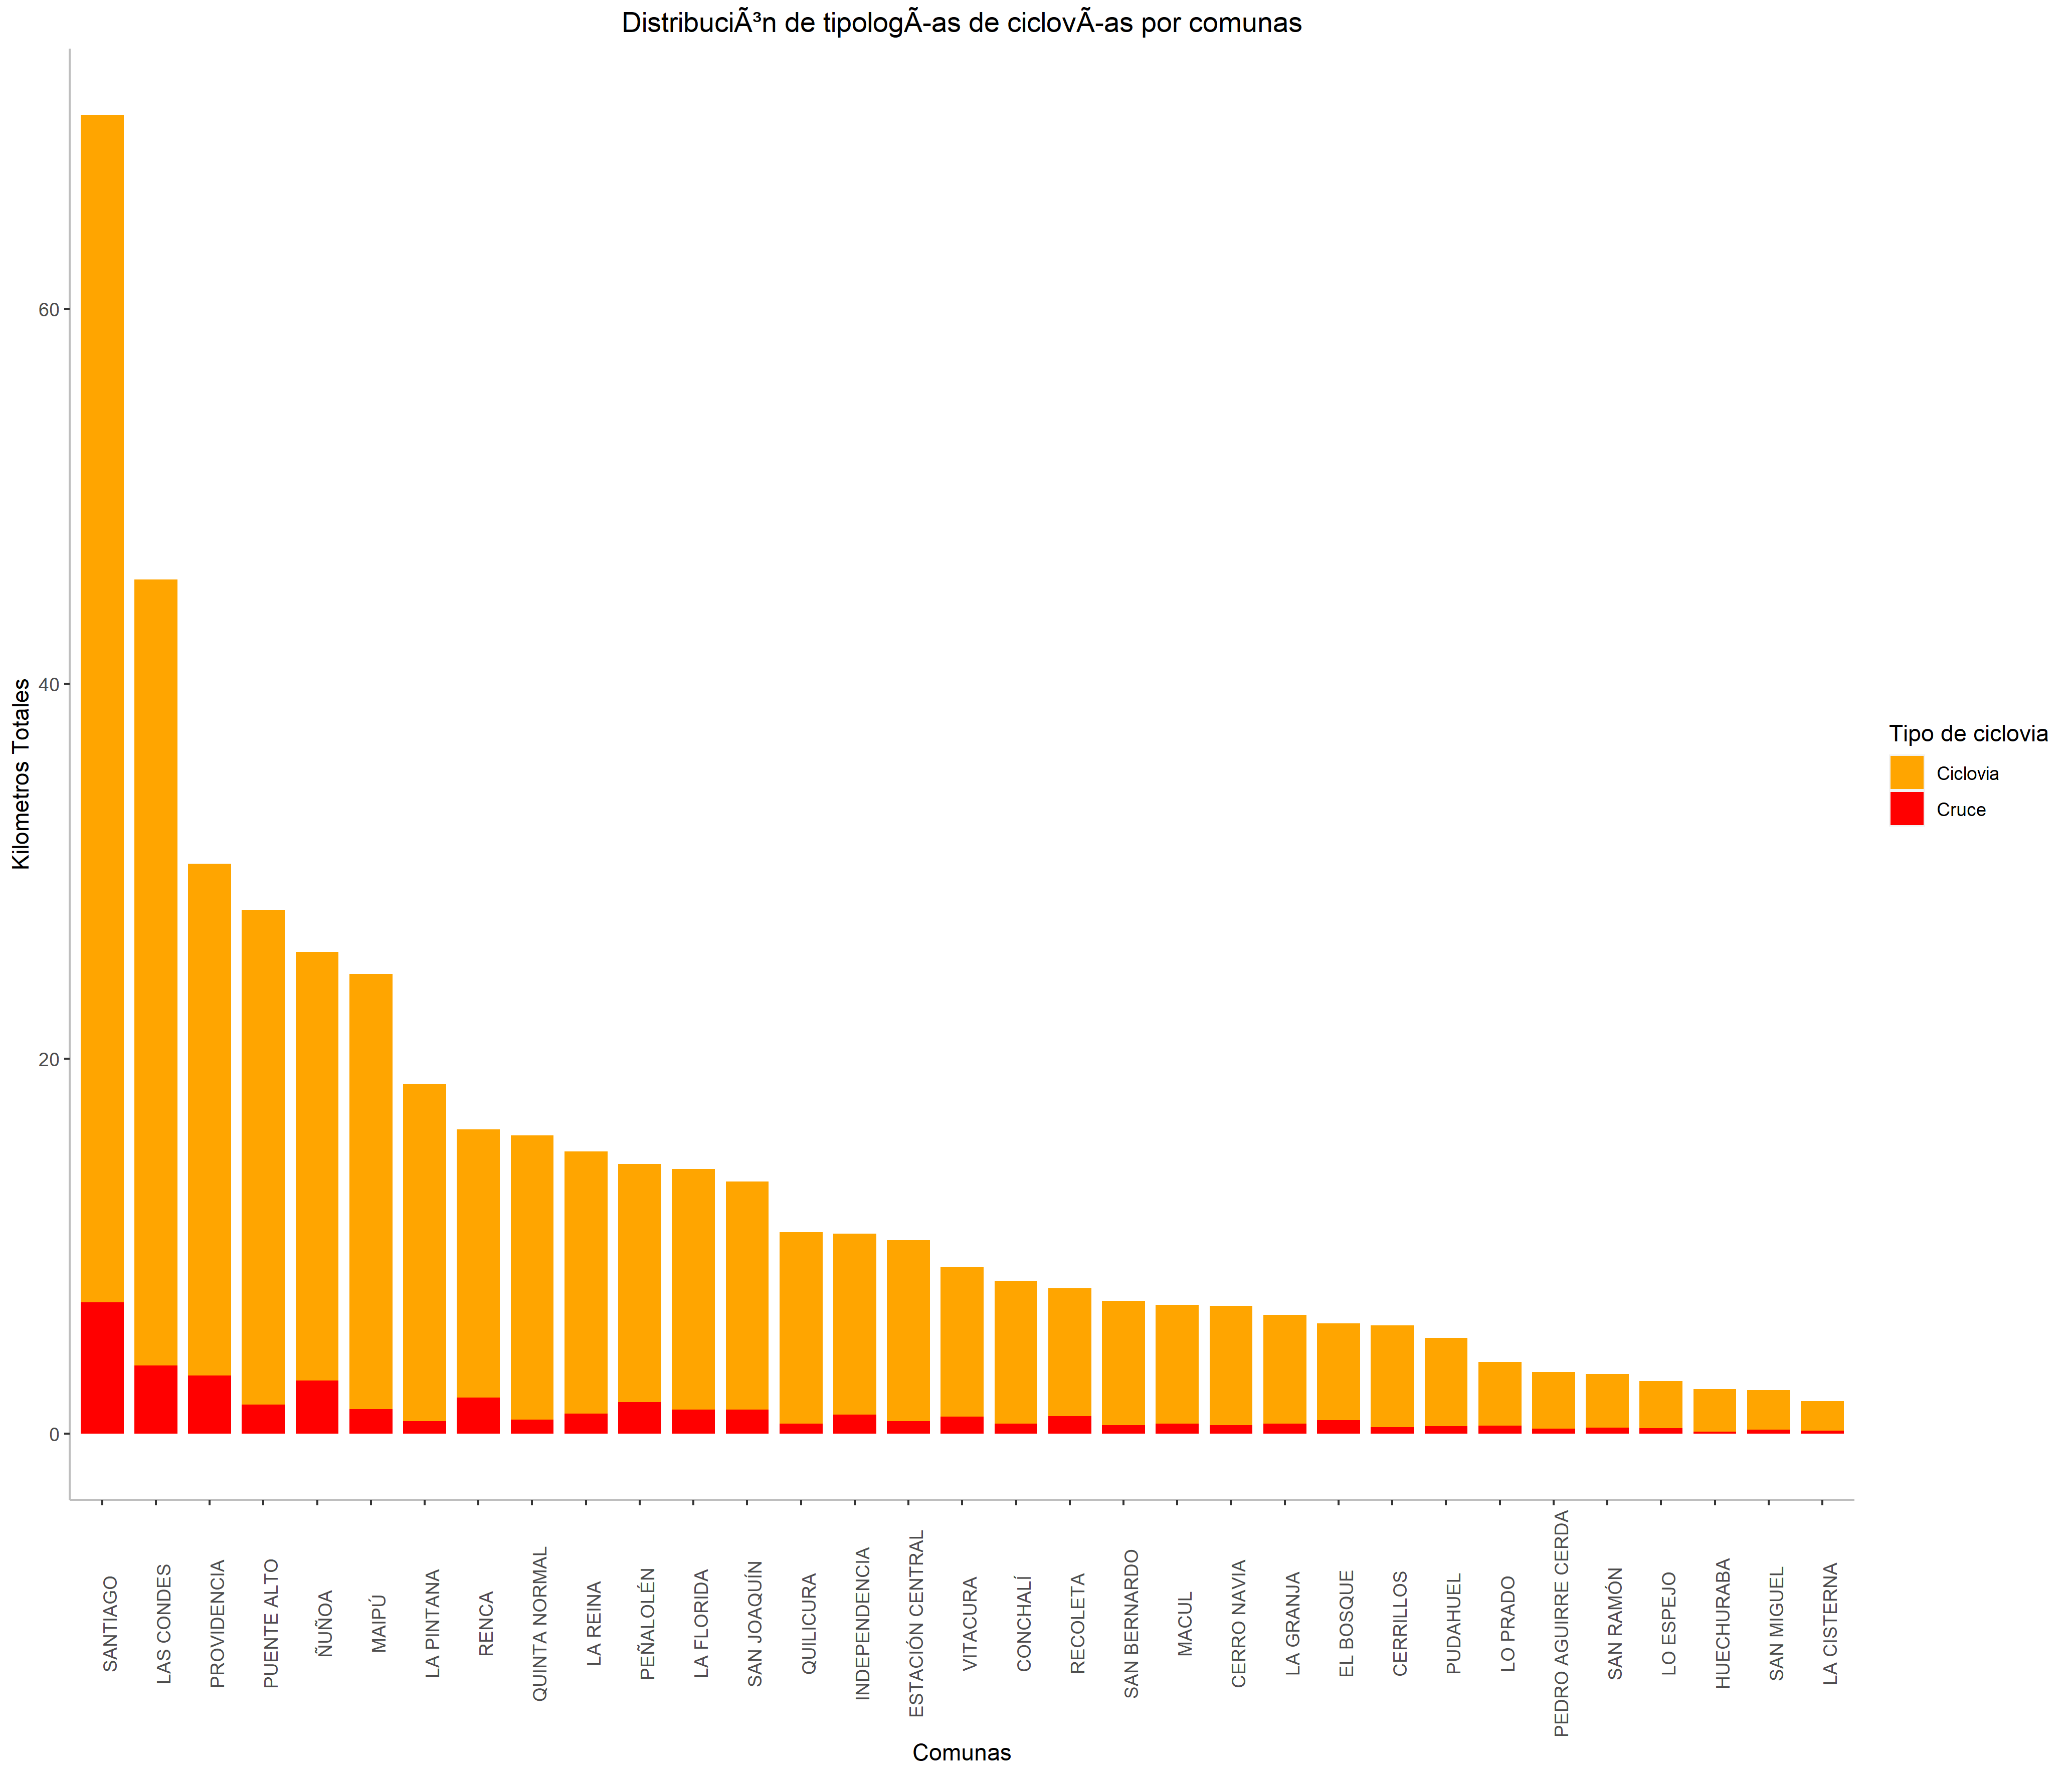 DistribuciÃ³n de tipologÃ-as de ciclovÃ-as por comunas
Kilometros Totales
60
40
20
0
Tipo de ciclovia
Ciclovia
Cruce
SANTIAGO
LAS CONDES
PROVIDENCIA
PUENTE ALTO
ÑUÑOA
MAIPÚ
LA PINTANA
RENCA
QUINTA NORMAL
LA REINA
PEÑALOLÉN
LA FLORIDA
SAN JOAQUÍN
QUILICURA
INDEPENDENCIA
ESTACIÓN CENTRAL
VITACURA
CONCHALÍ
RECOLETA
SAN BERNARDO
MACUL
CERRO NAVIA
LA GRANJA
EL BOSQUE
CERRILLOS
PUDAHUEL
LO PRADO
PEDRO AGUIRRE CERDA
SAN RAMÓN
LO ESPEJO
HUECHURABA
SAN MIGUEL
LA CISTERNA
Comunas